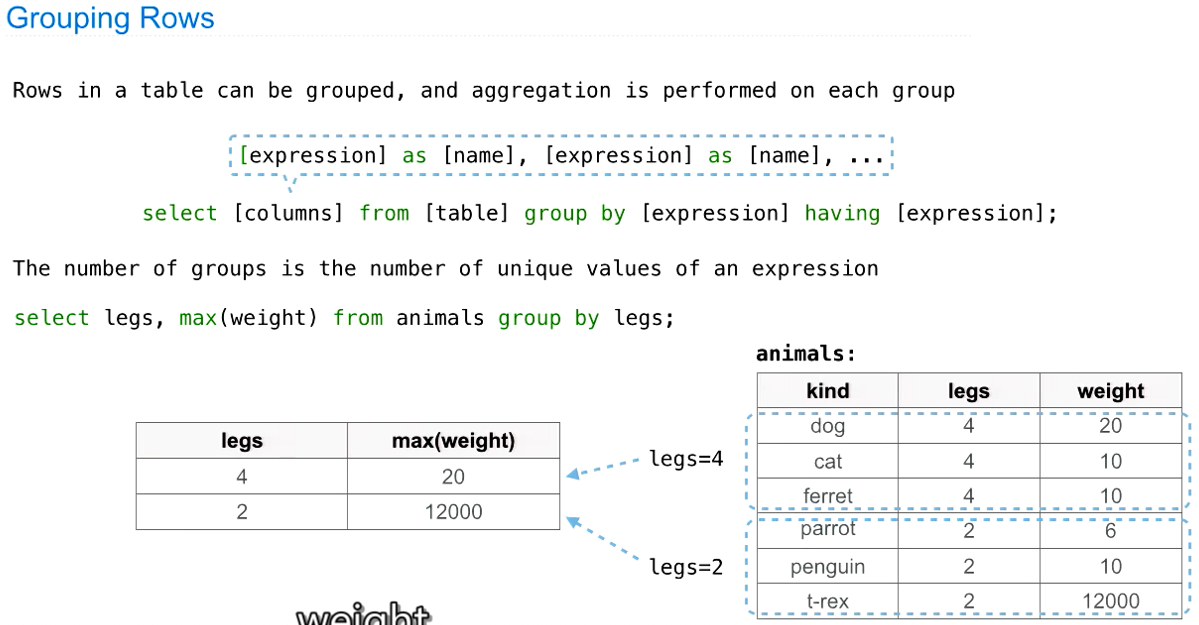 Grouping Rows
Rows in a table can be grouped, and aggregation is performed on each group
[expression] as [name], [expression] as [name], ...
select [columns] from [table] group by [expression] having [expression];
The number of groups is the number of unique values of an expression
select legs, max(weight) from animals group by legs;
animals:
kind legs weight
dog 4 20
cat 4 10
ferret 4 10
parrot 2 6
penguin 2 10
t-rex 2 12000
legs max(weight)
4 20
2 12000
legs=4
legs=2
weight